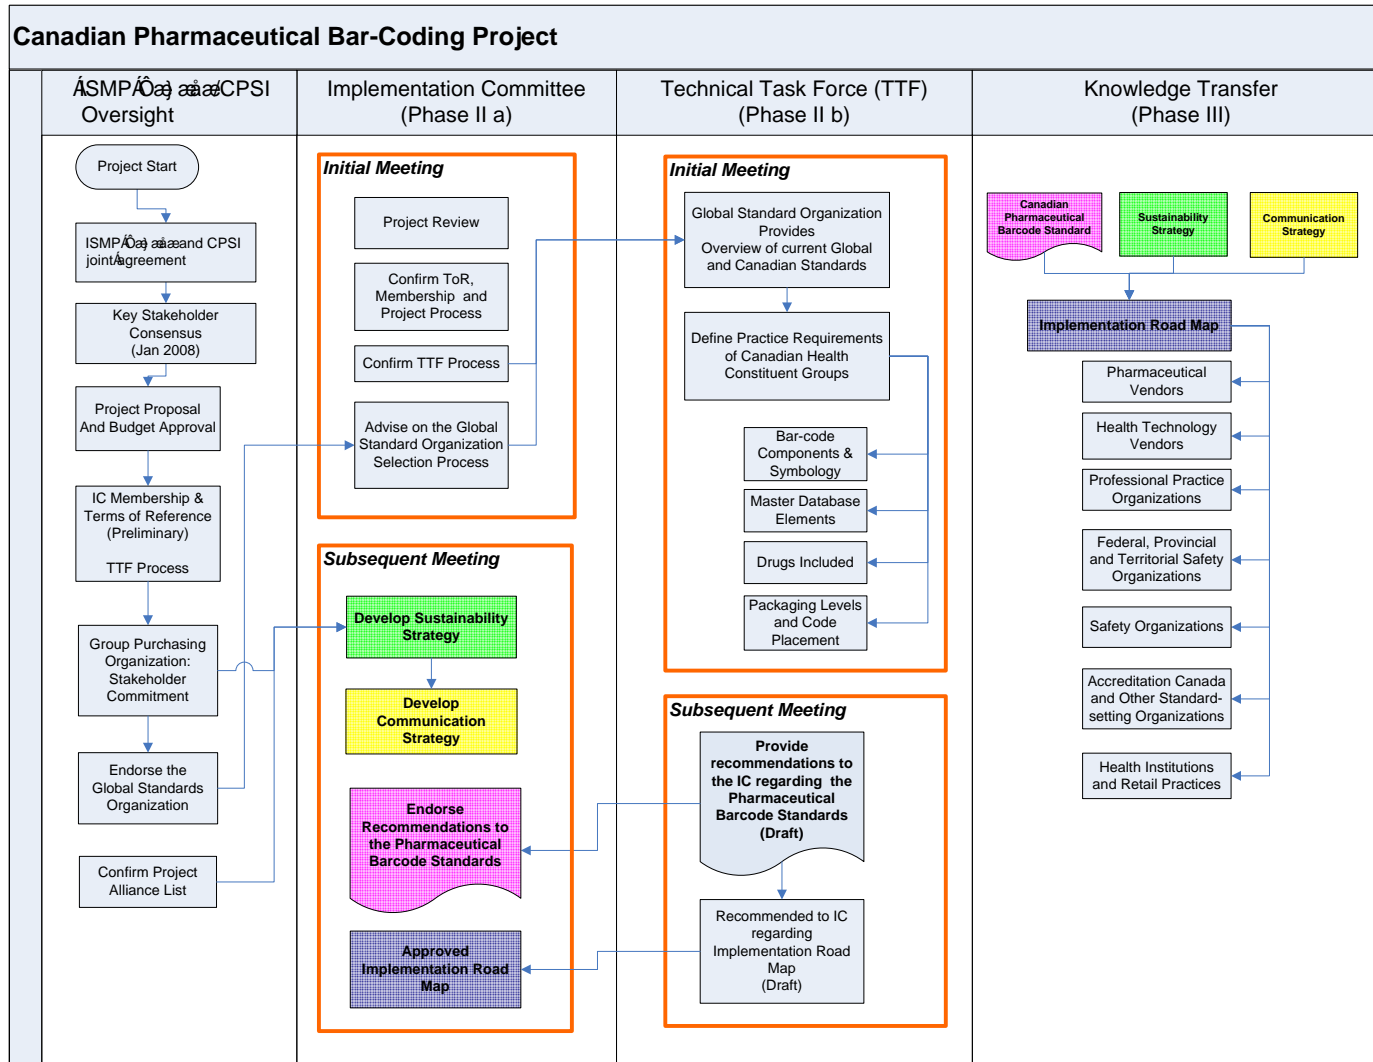 Canadian Pharmaceutical Bar-Coding Project
CPSI
Oversight
Implementation Committee
(Phase II a)
Technical Task Force (TTF)
(Phase II b)
Knowledge Transfer
(Phase III)
Project Start
and CPSI
joint agreement
Key Stakeholder
Consensus
(Jan 2008)
Project Proposal
And Budget Approval
IC Membership &
Terms of Reference
(Preliminary)
TTF Process
Group Purchasing
Organization:
Stakeholder
Commitment
Endorse the
Global Standards
Organization
Confirm Project
Alliance List
Initial Meeting
Project Review
Confirm ToR,
Membership and
Project Process
Confirm TTF Process
Advise on the Global
Standard Organization
Selection Process
Subsequent Meeting
Develop Sustainability
Strategy
Develop
Communication
Strategy
Endorse
Recommendations to
the Pharmaceutical
Barcode Standards
Approved
Implementation Road
Map
Initial Meeting
Global Standard Organization
Provides
Overview of current Global
and Canadian Standards
Define Practice Requirements
of Canadian Health
Constituent Groups
Bar-code
Components &
Symbology
Master Database
Elements
Drugs Included
Packaging Levels
and Code
Placement
Subsequent Meeting
Provide
recommendations to
the IC regarding the
Pharmaceutical
Barcode Standards
(Draft)
Recommended to IC
regarding
Implementation Road
Map
(Draft)
Canadian
Pharmaceutical
Barcode Standard
Sustainability
Strategy
Communication
Strategy
Implementation Road Map
Pharmaceutical
Vendors
Health Technology
Vendors
Professional Practice
Organizations
Federal, Provincial
and Territorial Safety
Organizations
Safety Organizations
Accreditation Canada
and Other Standard-
setting Organizations
Health Institutions
and Retail Practices